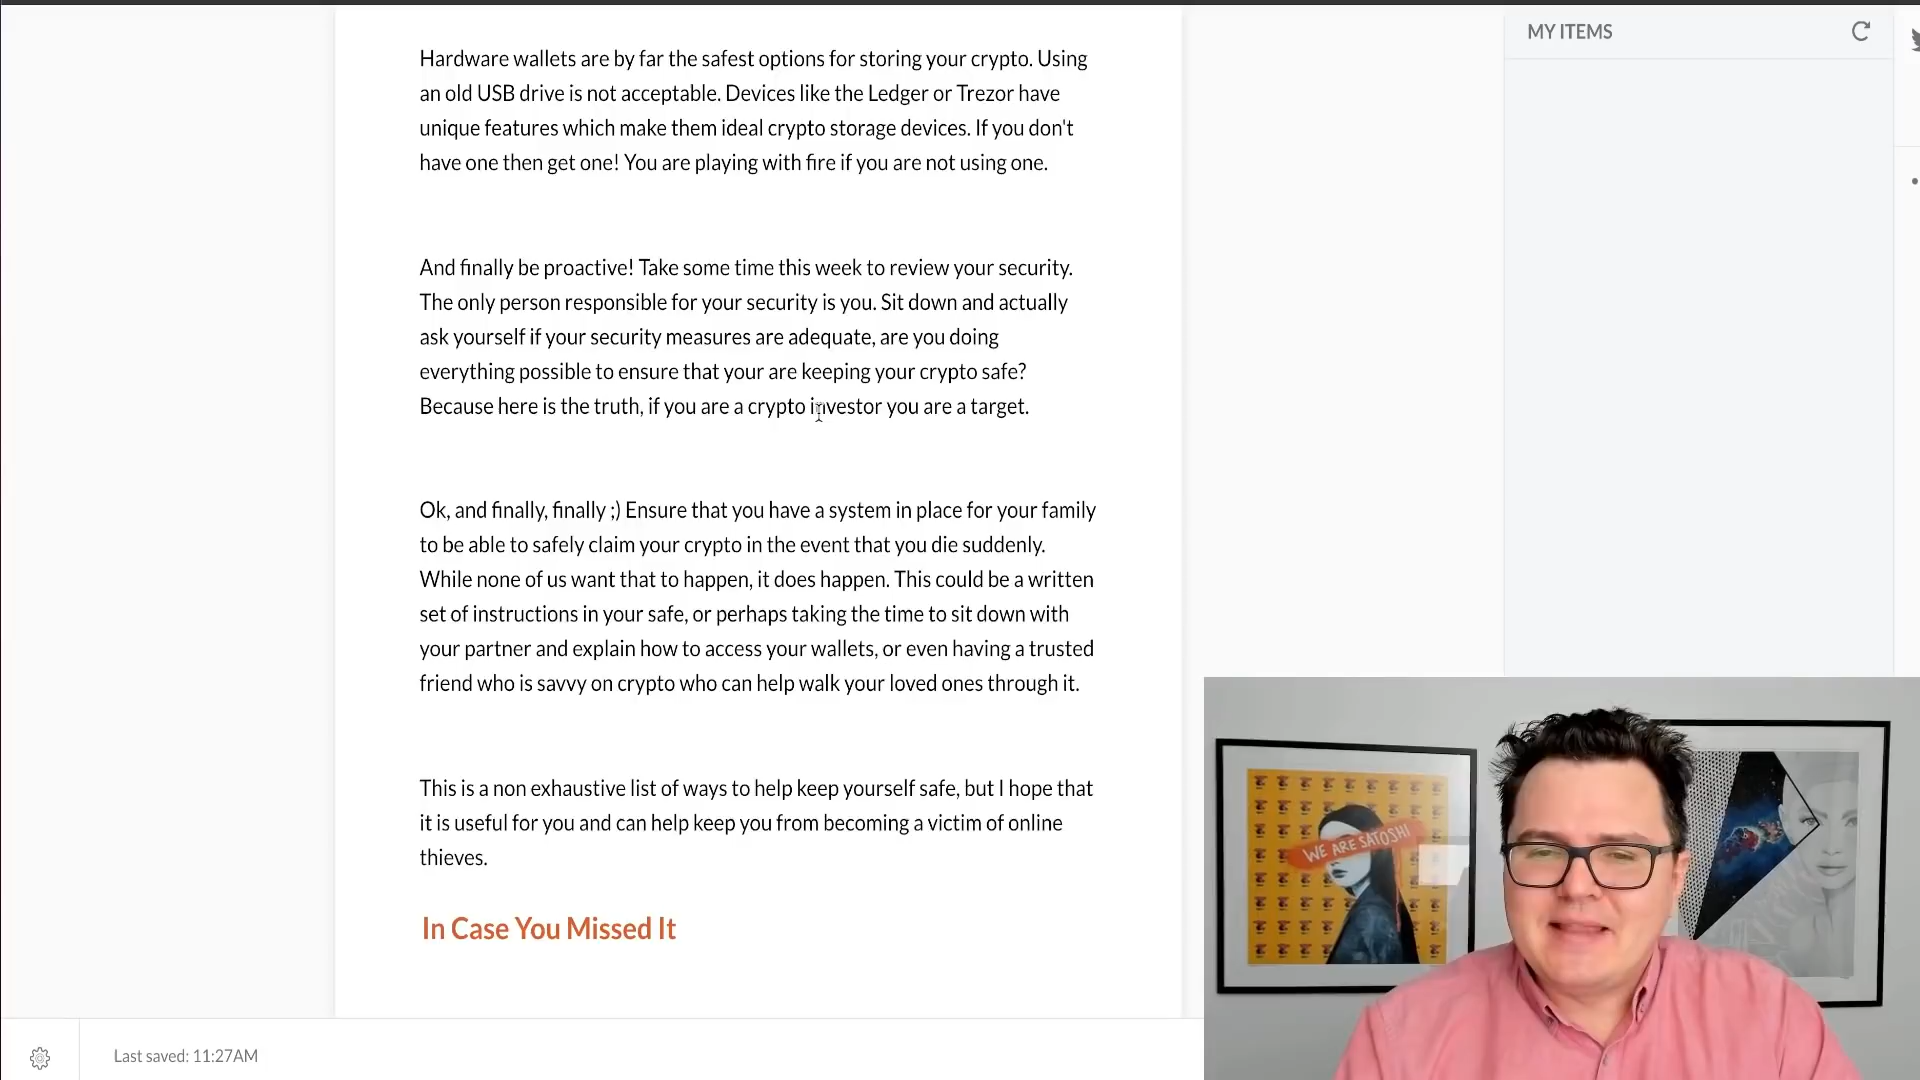 MY ITEMS
Hardware wallets are by far the safest options for storing your crypto. Using
an old USB drive is not acceptable. Devices like the Ledger or Trezor have
unique features which make them ideal crypto storage devices. If you don't
have one then get one! You are playing with fire if you are not using one.
And finally be proactive! Take some time this week to review your security.
The only person responsible for your security is you. Sit down and actually
ask yourself if your security measures are adequate, are you doing
everything possible to ensure that your are keeping your crypto safe?
Because here is the truth, if you are a crypto investor you are a target.
Ok, and finally, finally ;) Ensure that you have a system in place for your family
to be able to safely claim your crypto in the event that you die suddenly.
While none of us want that to happen, it does happen. This could be a written
set of instructions in your safe, or perhaps taking the time to sit down with
your partner and explain how to access your wallets, or even having a trusted
friend who is savvy on crypto who can help walk your loved ones through it.
This is a non exhaustive list of ways to help keep yourself safe, but I hope that
it is useful for you and can help keep you from becoming a victim of online
thieves.
In Case You Missed It
WE ARE SATOSHI
Last saved: 11:27AM